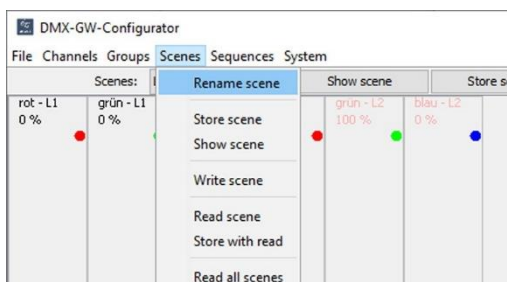 DMX-GW-Configurator
File Channels Groups Scenes Sequences System
Scenes: Show scene Store
rot - L1 grün - L1 grün - L2 blau - L2
0 % 0 % 100 % 0 %
Rename scene
Store scene
Show scene
Write scene
Read scene
Store with read
Read all scenes